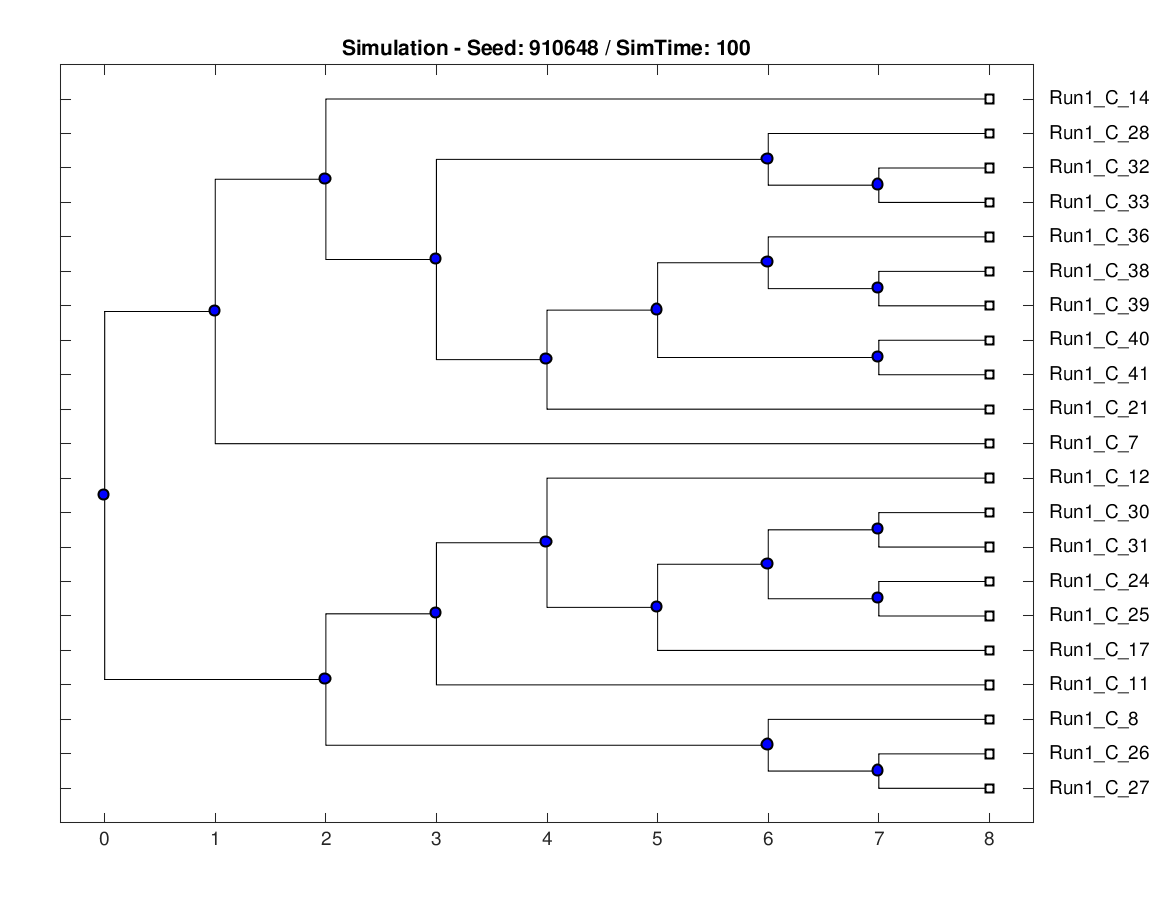 Simulation - Seed: 910648 / SimTime: 100
Run1_C_14
Run1_C_28
Run1_C_32
Run1_C_33
Run1_C_36
Run1_C_38
Run1_C_39
Run1_C_40
Run1_C_41
Run1_C_21
Run1_C_7
Run1_C_12
Run1_C_30
Run1_C_31
Run1_C_24
Run1_C_25
Run1_C_17
Run1_C_11
Run1_C_8
Run1_C_26
Run1_C_27
0 1 2 3 4 5 6 7 8